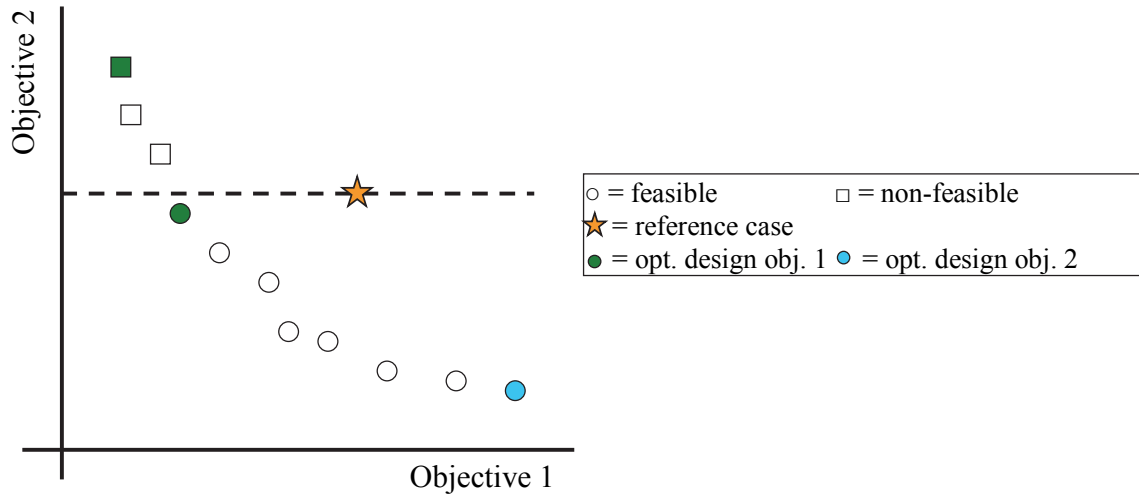 Objective 2
= feasible = non-feasible
= reference case
= opt. design obj. 1 = opt. design obj. 2
Objective 1